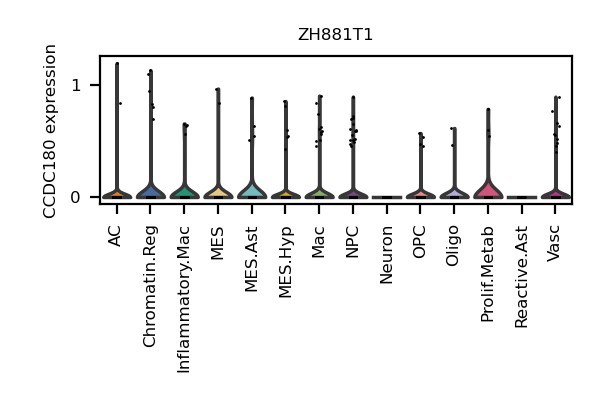 ZH881T1
CCDC180 expression
1
0
AC
Chromatin.Reg
Inflammatory.Mac
MES
MES.Ast
MES.Hyp
Mac
NPC
Neuron
OPC
Oligo
Prolif.Metab
Reactive.Ast
Vasc